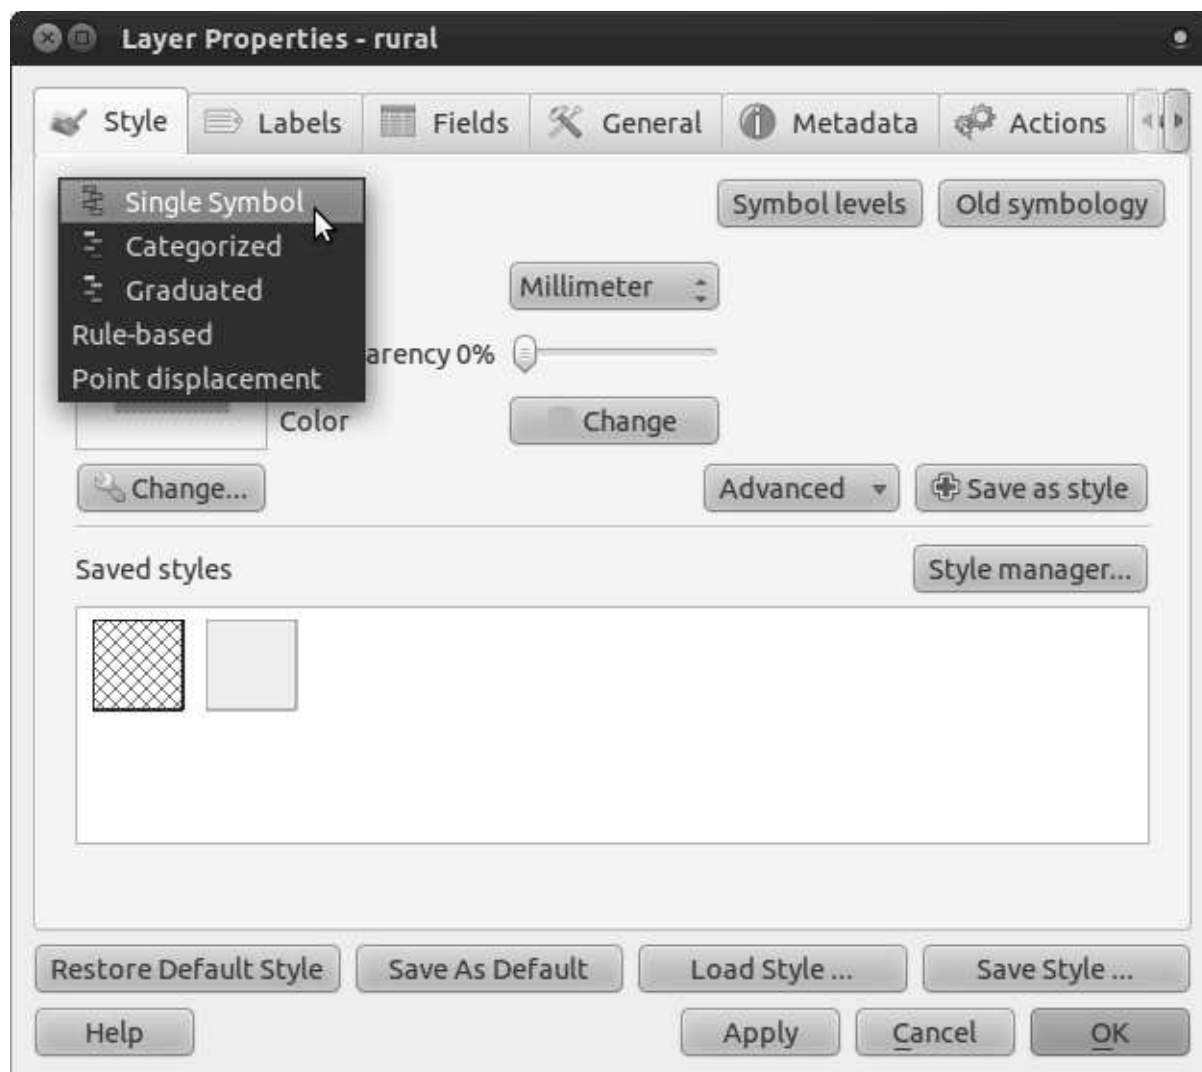 Layer Properties - rural
Style Labels Fields General Metadata Actions
Single Symbol Symbol levels Old symbology
Categorized
Graduated Millimeter
Rule-based
arency 0%
Point displacement
Color Change
Change... Advanced Save as style
Saved styles Style manager...
Restore Default Style Save As Default Load Style ... Save Style ...
Help Apply Cancel OK